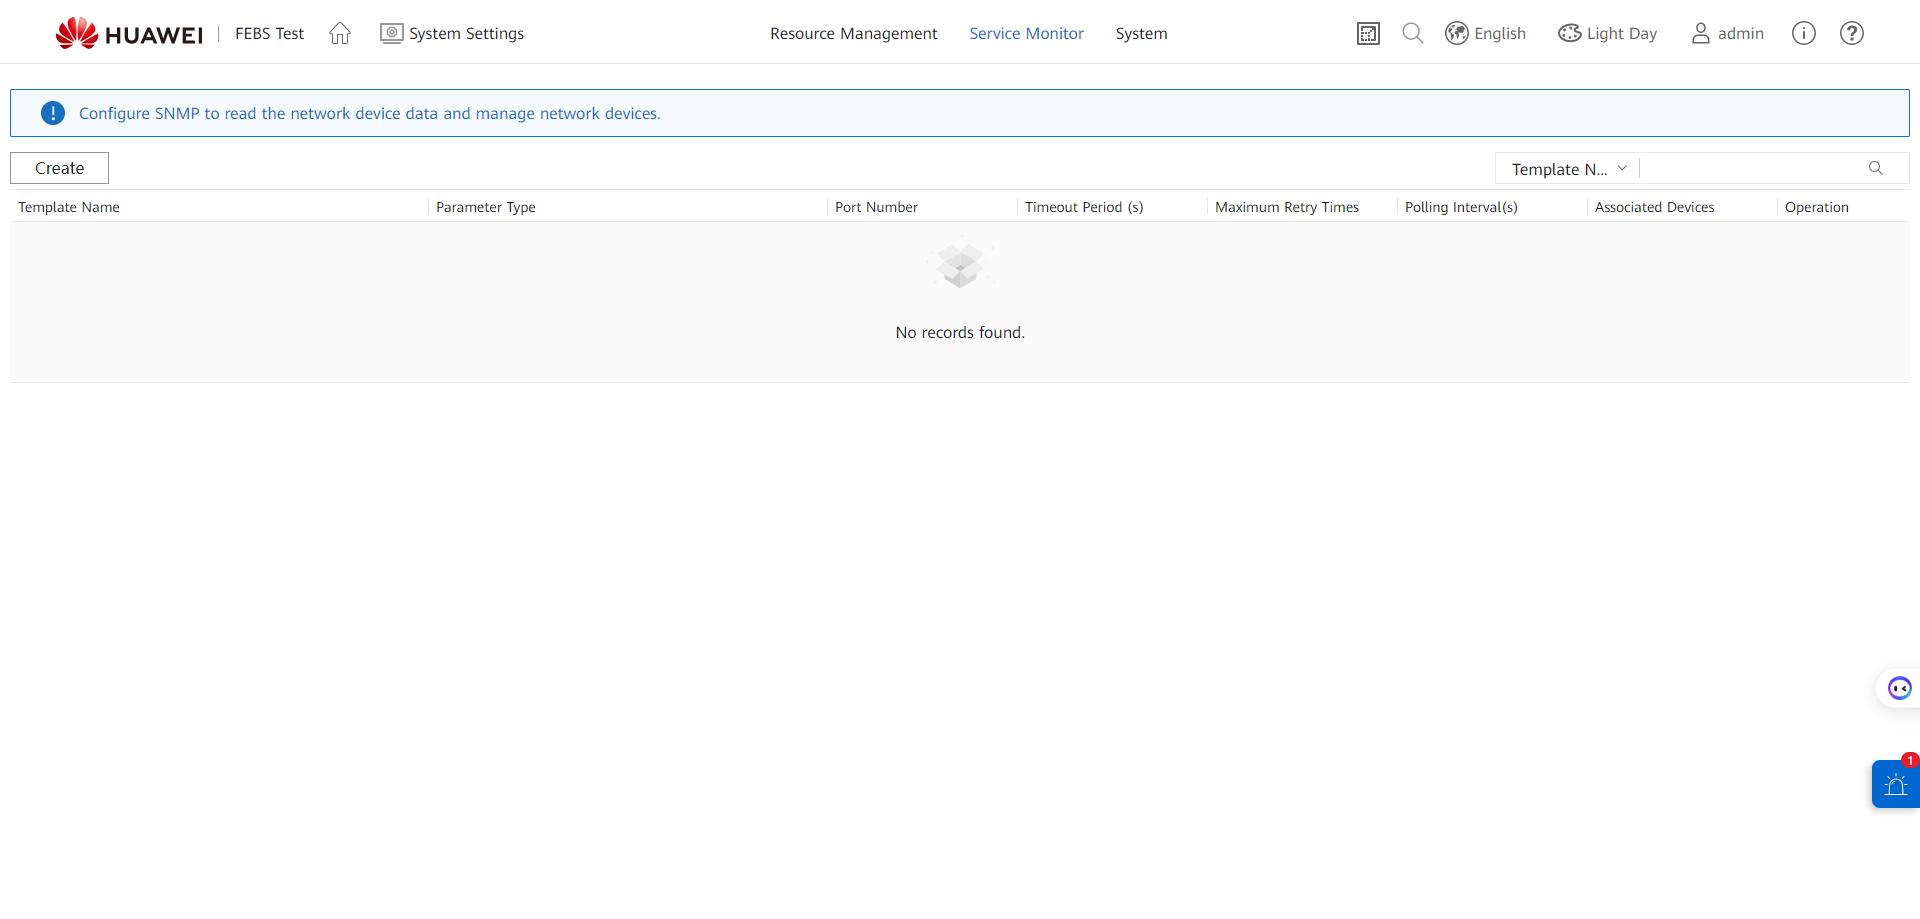 HUAWEI FEBS Test System Settings Resource Management Service Monitor System English Light Day admin
Configure SNMP to read the network device data and manage network devices.
Create Template N...
Template Name Parameter Type Port Number Timeout Period (s) Maximum Retry Times Polling Interval(s) Associated Devices Operation
No records found.
1